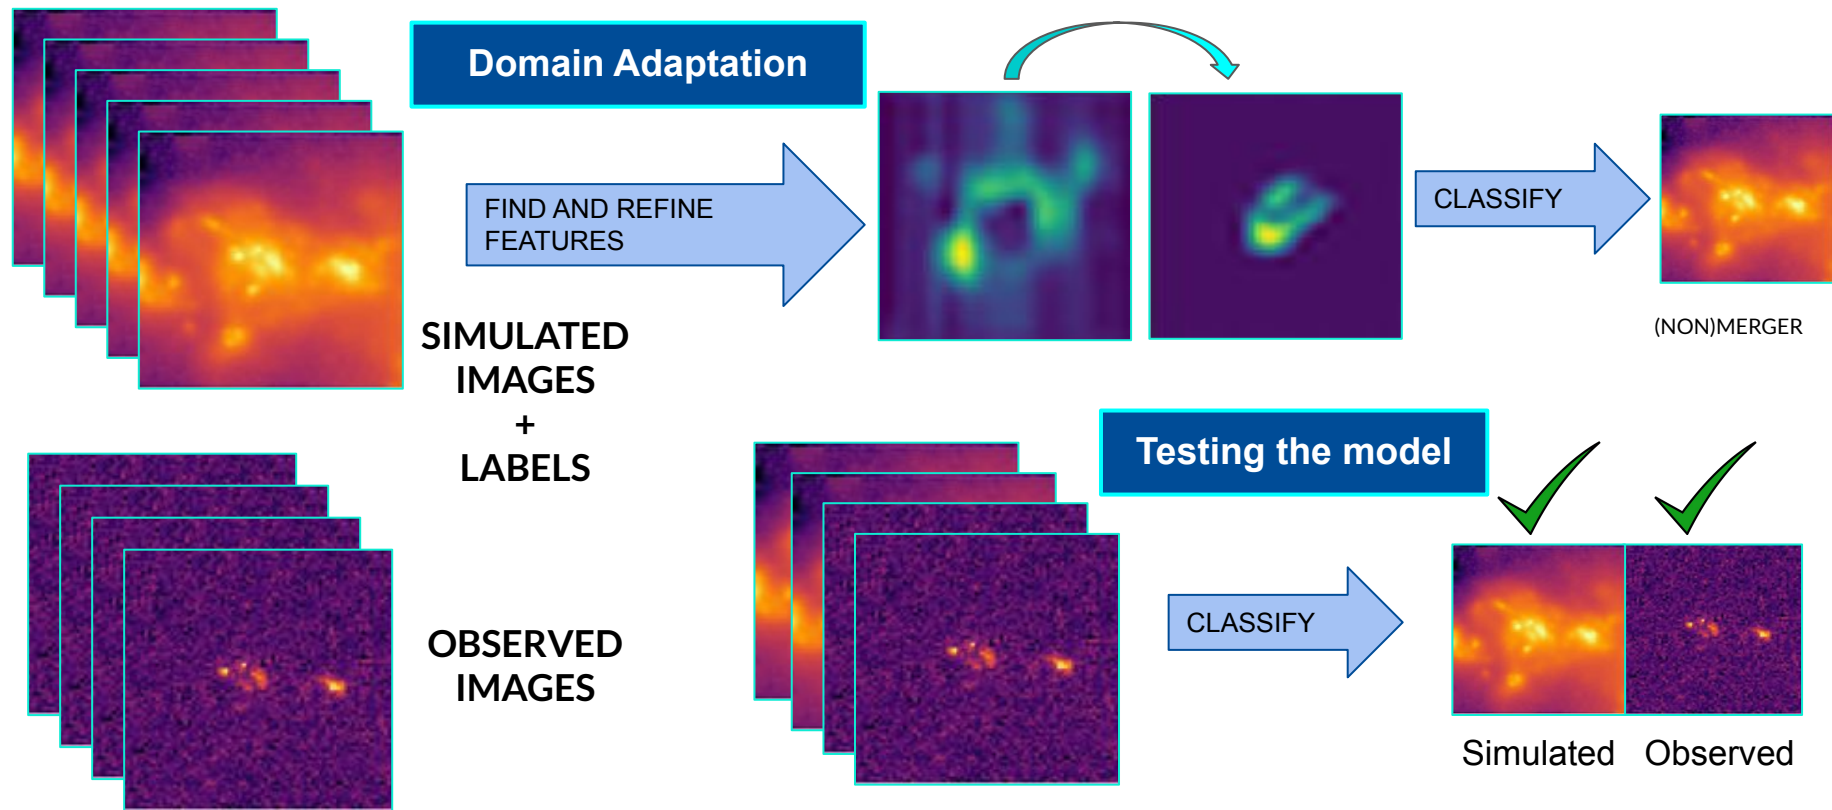 Domain Adaptation
FIND AND REFINE
FEATURES
CLASSIFY
(NON)MERGER
SIMULATED
IMAGES
+
LABELS
OBSERVED
IMAGES
Testing the model
CLASSIFY
Simulated
Observed